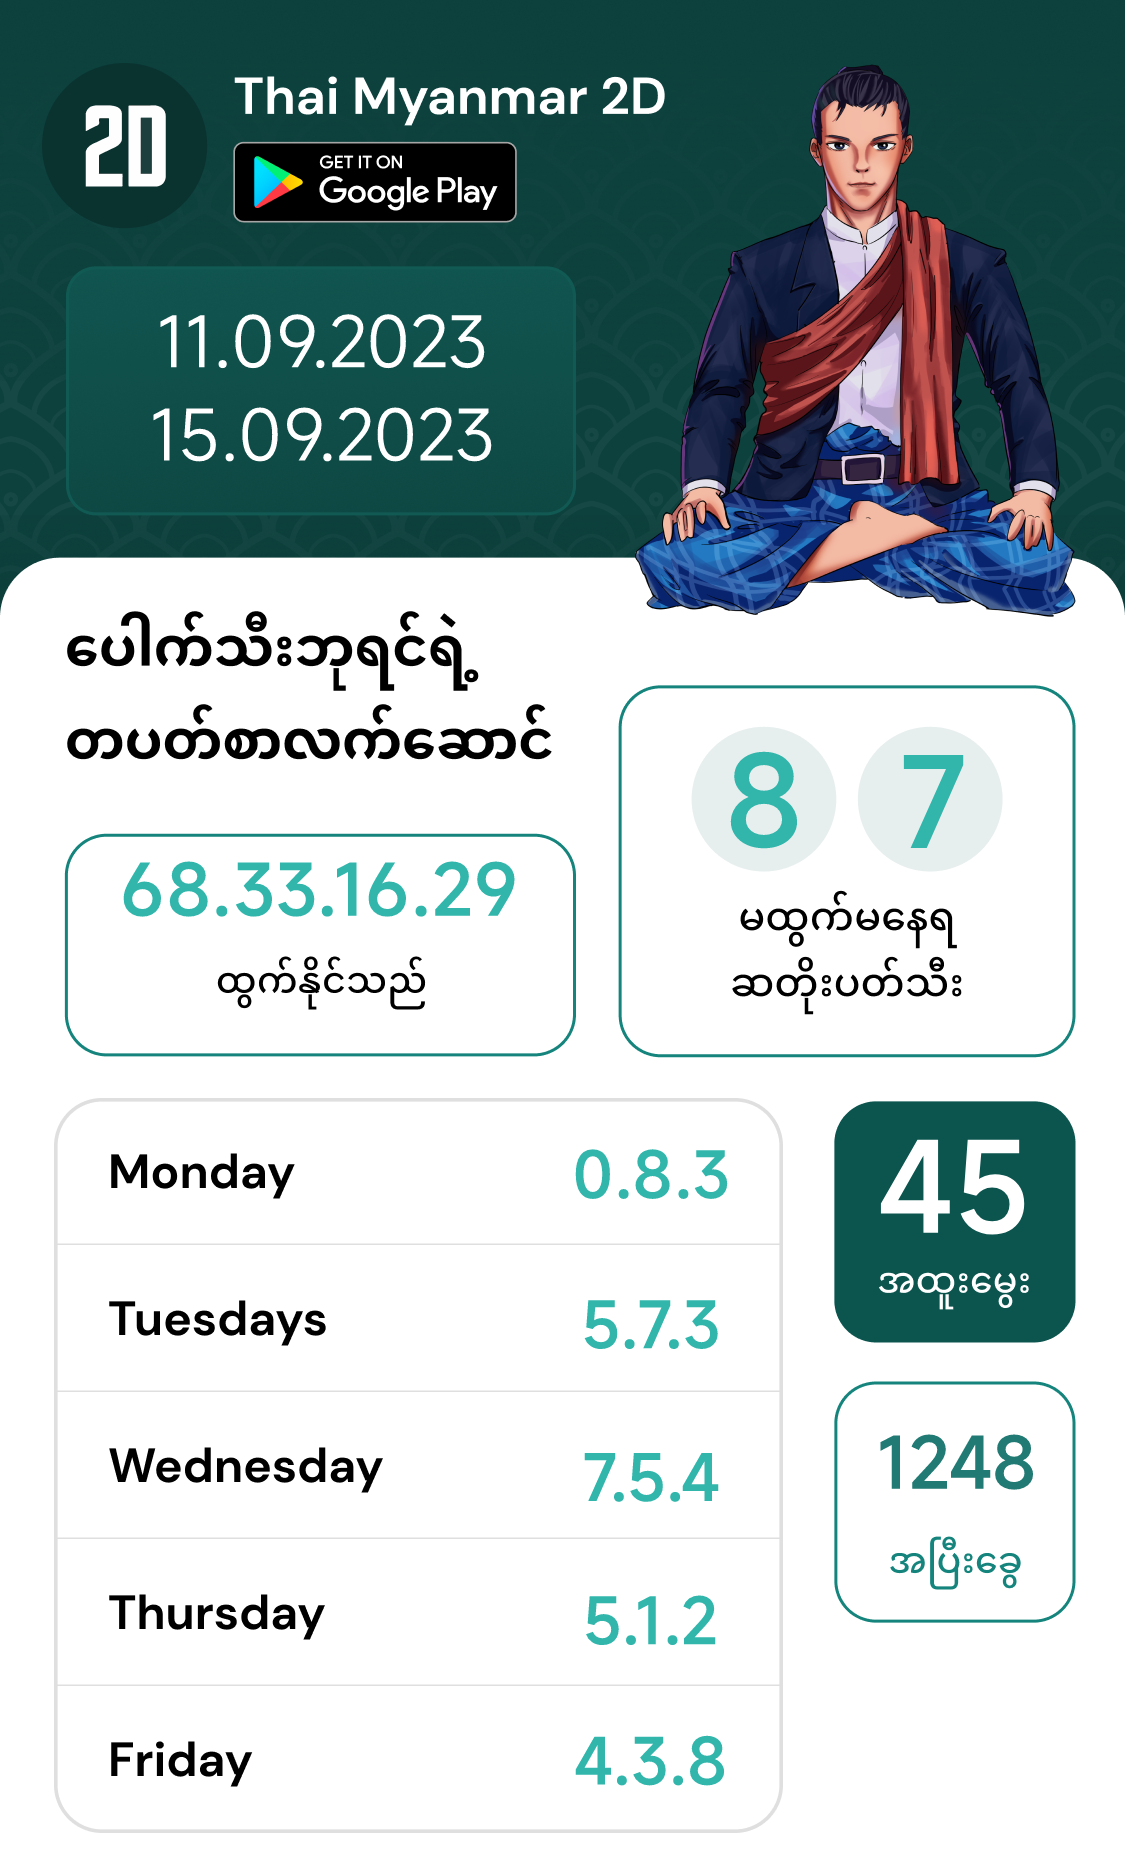 2D
Thai Myanmar 2D
GET IT ON
Google Play
11.09.2023
15.09.2023
ပေါက်သီးဘုရင်ရဲ့
တပတ်စာလက်ဆောင်
68.33.16.29
ထွက်နိုင်သည်
8 7
မထွက်မနေရ
ဆတိုးပတ်သီး
Monday 0.8.3
Tuesdays 5.7.3
Wednesday 7.5.4
Thursday 5.1.2
Friday 4.3.8
45
အထူးမွေး
1248
အပြီးခွေ